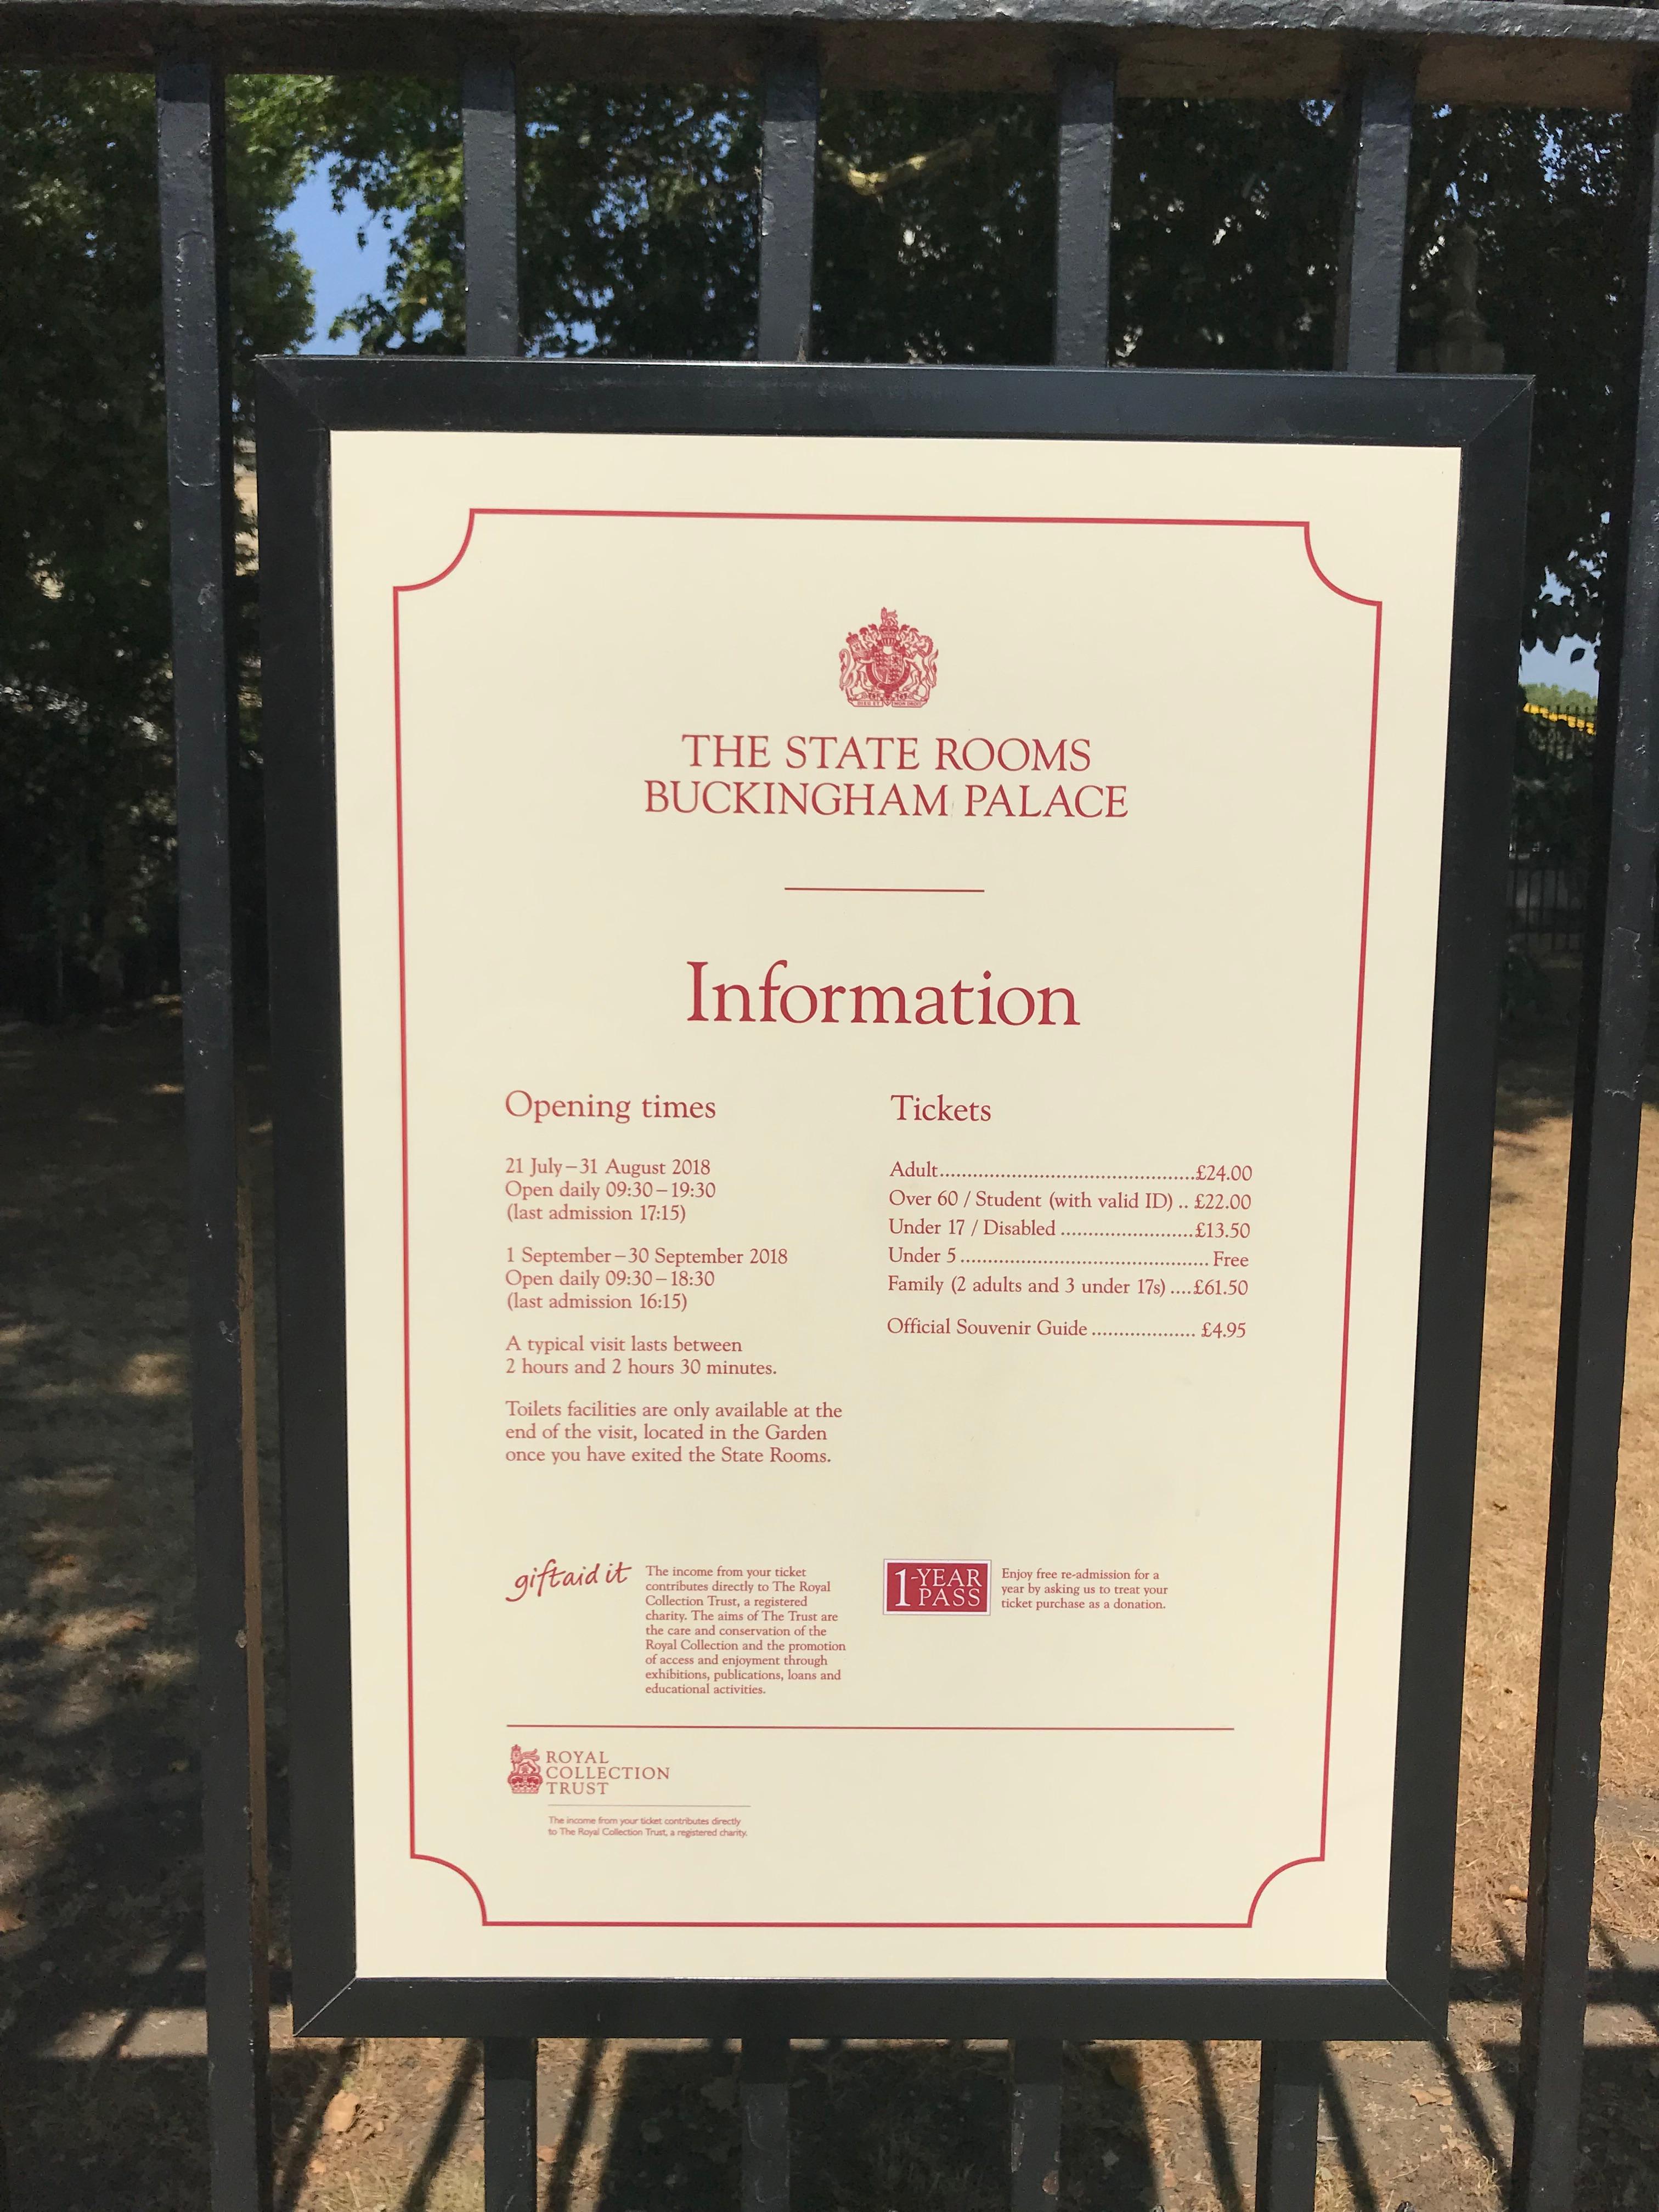 THE STATE ROOMS
BUCKINGHAM PALACE
Information
Opening times
21 July–31 August 2018
Open daily 09:30–19:30
(last admission 17:15)
1 September–30 September 2018
Open daily 09:30–18:30
(last admission 16:15)
A typical visit lasts between
2 hours and 2 hours 30 minutes.
Toilets facilities are only available at the
end of the visit, located in the Garden
once you have exited the State Rooms.
Tickets
Adult..............................................£24.00
Over 60 / Student (with valid ID) .. £22.00
Under 17 / Disabled ........................£13.50
Under 5............................................. Free
Family (2 adults and 3 under 17s) ....£61.50
Official Souvenir Guide ................... £4.95
giftaid it
The income from your ticket
contributes directly to The Royal
Collection Trust, a registered
charity. The aims of The Trust are
the care and conservation of the
Royal Collection and the promotion
of access and enjoyment through
exhibitions, publications, loans and
educational activities.
1-YEAR
PASS
Enjoy free re-admission for a
year by asking us to treat your
ticket purchase as a donation.
ROYAL
COLLECTION
TRUST
The income from your ticket contributes directly
to The Royal Collection Trust, a registered charity.